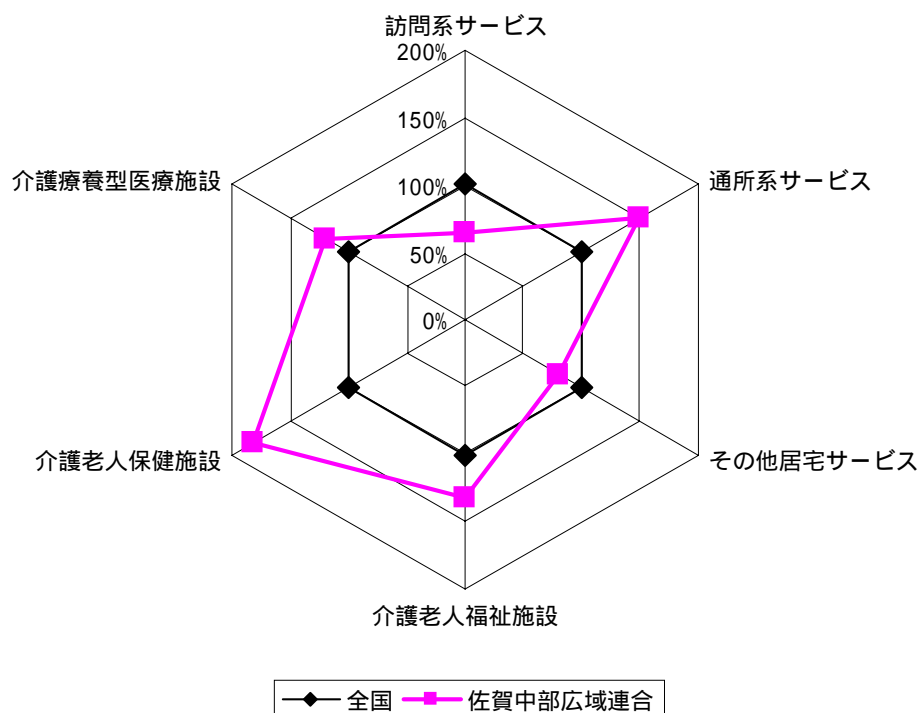 訪問系サービス
200%
150%
介護療養型医療施設
通所系サービス
100%
50%
0%
介護老人保健施設
その他居宅サービス
介護老人福祉施設
全国 佐賀中部広域連合